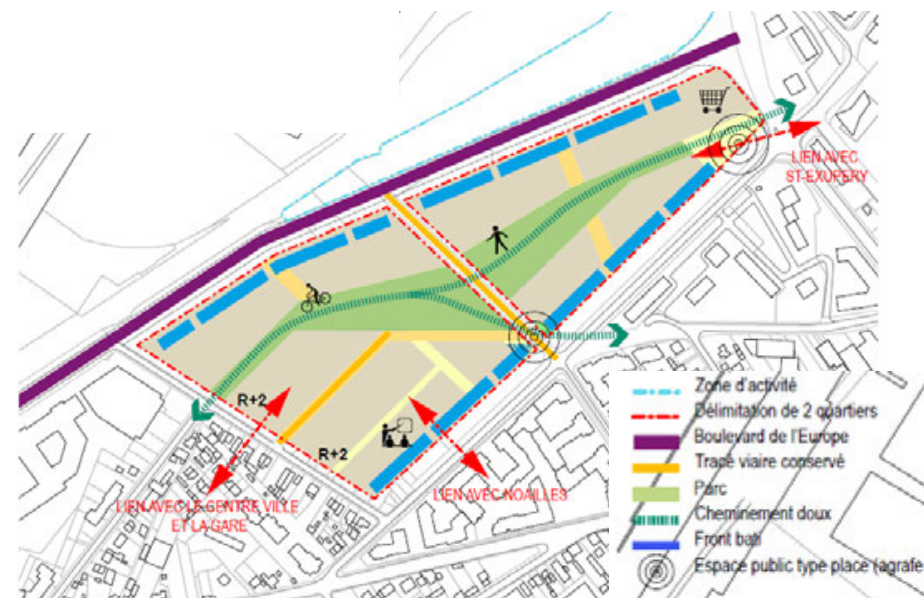 LIEN AVEC
ST-EXUPERY
R+2
R+2
LIEN AVEC LE CENTRE VILLE
ET LA GARE
LIEN AVEC NOAILLES
Zone d'activité
Délimitation de 2 quartiers
Boulevard de l'Europe
Tracé viaire conservé
Parc
Cheminement doux
Front bati
Espace public type place (agrafe